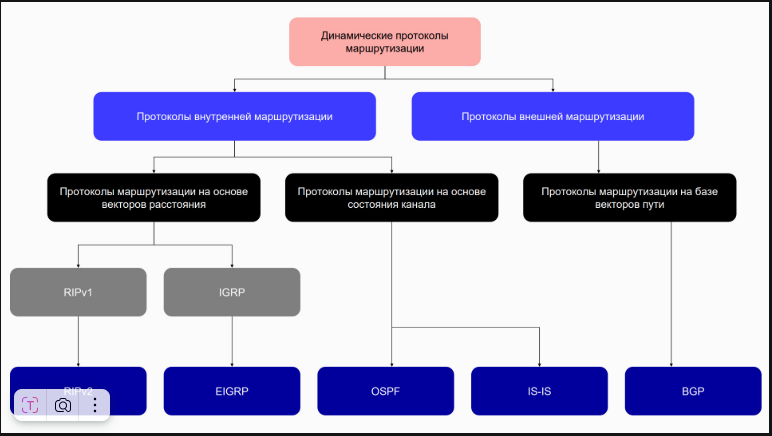 Динамические протоколы
маршрутизации
Протоколы внутренней маршрутизации
Протоколы внешней маршрутизации
Протоколы маршрутизации на основе
векторов расстояния
Протоколы маршрутизации на основе
состояния канала
Протоколы маршрутизации на базе
векторов пути
RIPv1
IGRP
RIPv2
EIGRP
OSPF
IS-IS
BGP
T